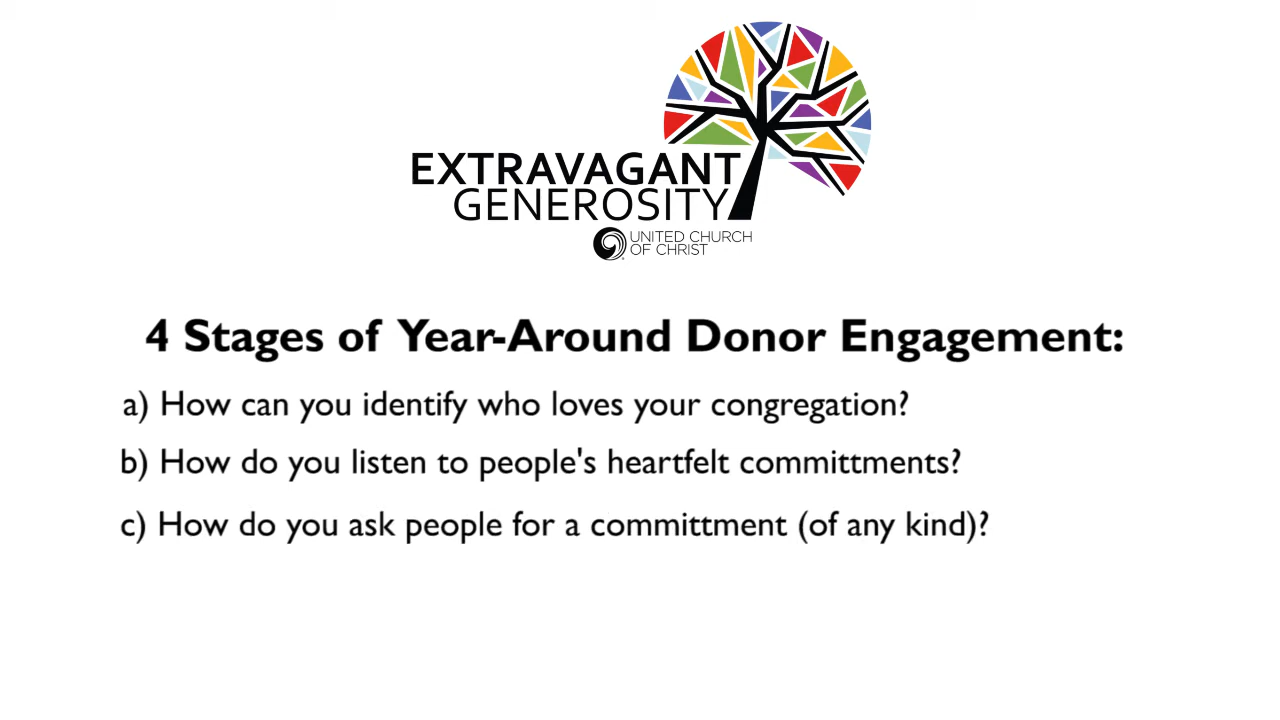 EXTRAVAGANT
GENEROSITY
UNITED CHURCH
OF CHRIST
4 Stages of Year-Around Donor Engagement:
a) How can you identify who loves your congregation?
b) How do you listen to people's heartfelt committments?
c) How do you ask people for a committment (of any kind)?